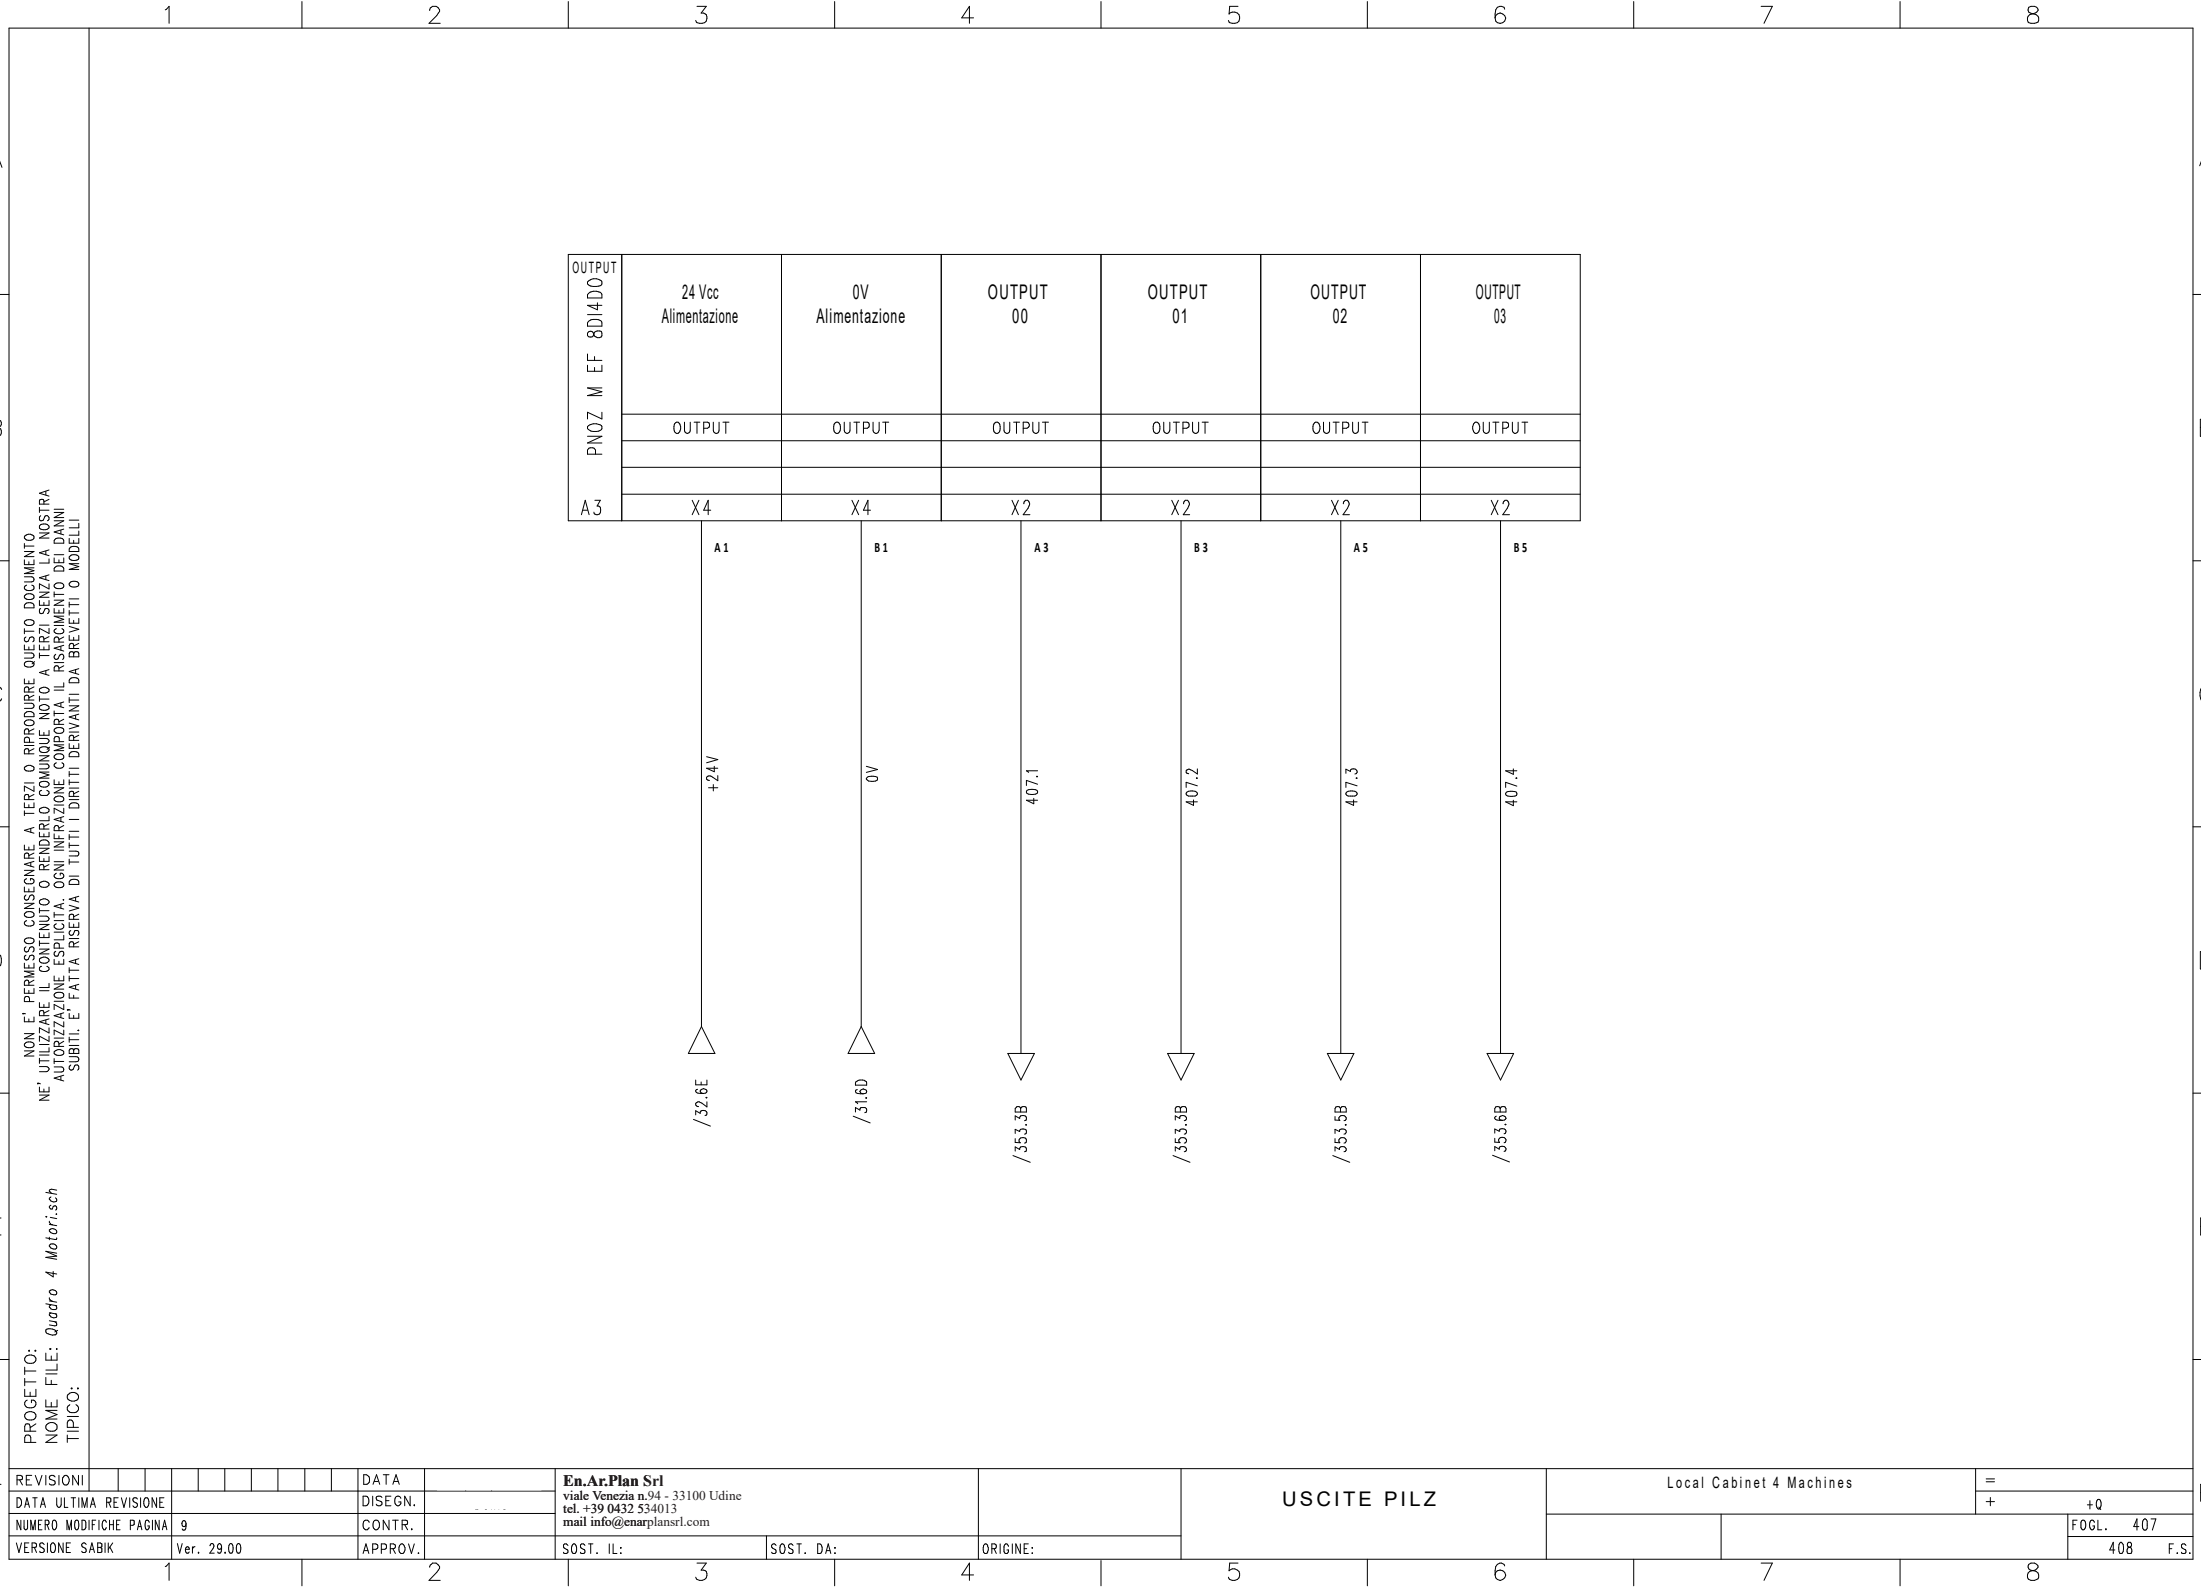 1 2 3 4 5 6 7 8
OUTPUT
PNOZ M EF 8DI4DO
A3
24 Vcc
Alimentazione
0V
Alimentazione
OUTPUT
00
OUTPUT
01
OUTPUT
02
OUTPUT
03
OUTPUT OUTPUT OUTPUT OUTPUT OUTPUT OUTPUT
X4 X4 X2 X2 X2 X2
A1 B1 A3 B3 A5 B5
+24V 0V 407.1 407.2 407.3 407.4
/32.6E /31.6D /353.3B /353.3B /353.5B /353.6B
NON E' PERMESSO CONSEGNARE A TERZI O RIPRODURRE QUESTO DOCUMENTO
NE' UTILIZZARE IL CONTENUTO O RENDERLO COMUNQUE NOTO A TERZI SENZA LA NOSTRA
AUTORIZZAZIONE ESPLICITA. OGNI INFRAZIONE COMPORTA IL RISARCIMENTO DEI DANNI
SUBITI. E' FATTA RISERVA DI TUTTI I DIRITTI DERIVANTI DA BREVETTI O MODELLI
PROGETTO:
NOME FILE: Quadro 4 Motori.sch
TIPICO:
REVISIONI
DATA ULTIMA REVISIONE
NUMERO MODIFICHE PAGINA 9
VERSIONE SABIK Ver. 29.00
DATA
DISEGN.
CONTR.
APPROV.
En.Ar.Plan Srl
viale Venezia n.94 - 33100 Udine
tel. +39 0432 534013
mail info@enarplansrl.com
SOST. IL: SOST. DA: ORIGINE:
USCITE PILZ
Local Cabinet 4 Machines
=
+ +Q
FOGL. 407
408 F.S.
1 2 3 4 5 6 7 8